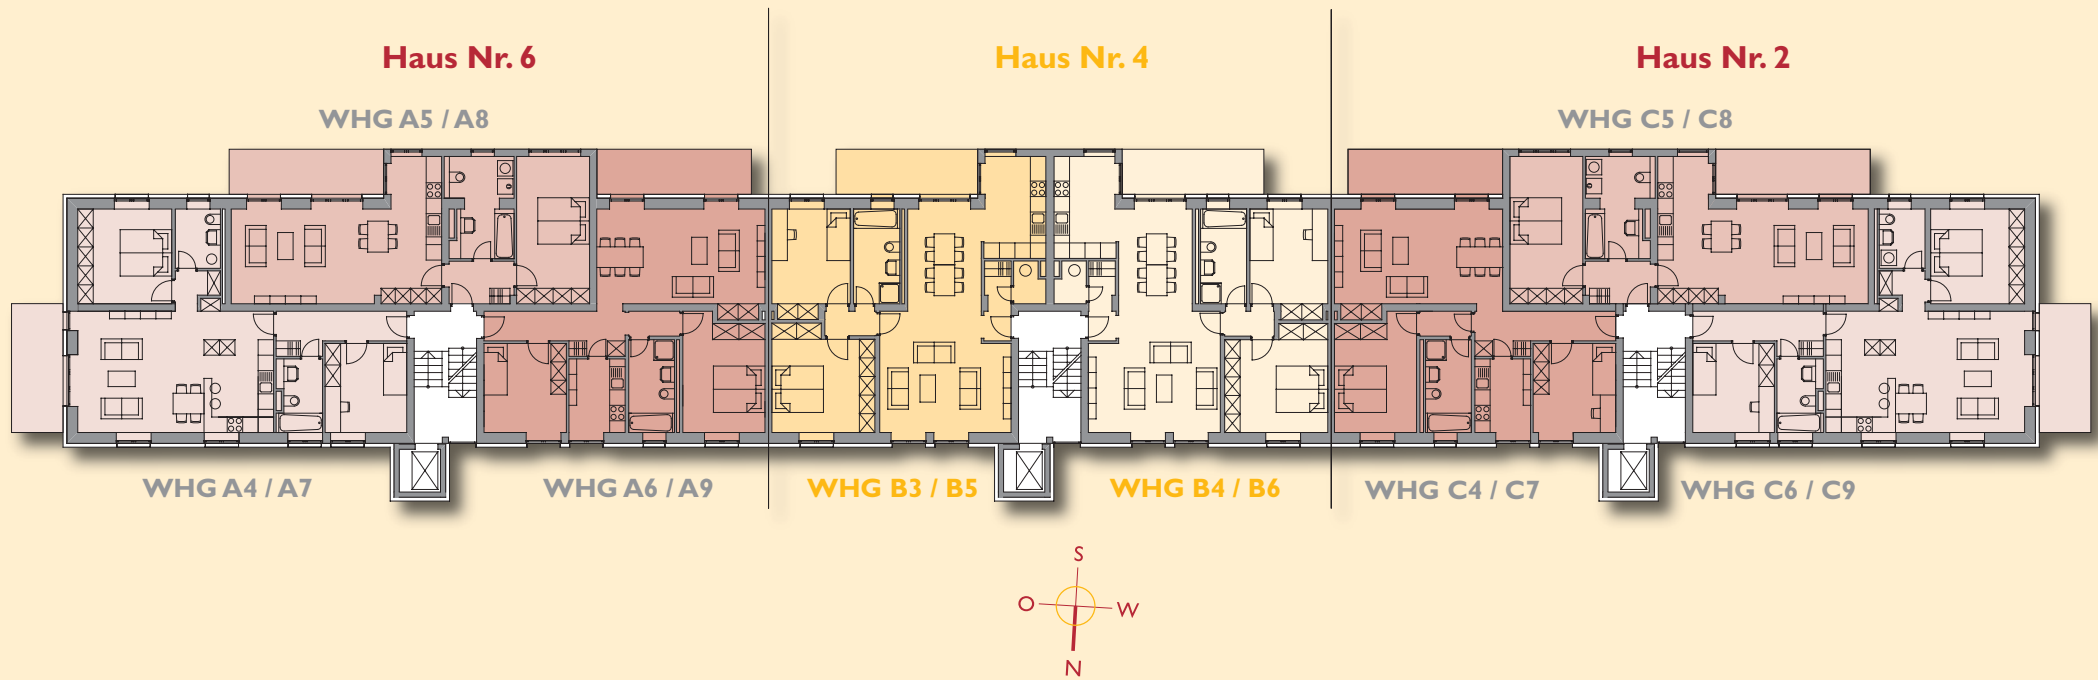 Haus Nr. 6
Haus Nr. 4
Haus Nr. 2
WHG A5 / A8
WHG C5 / C8
WHG A4 / A7
WHG A6 / A9
WHG B3 / B5
WHG B4 / B6
WHG C4 / C7
WHG C6 / C9
S
O
W
N